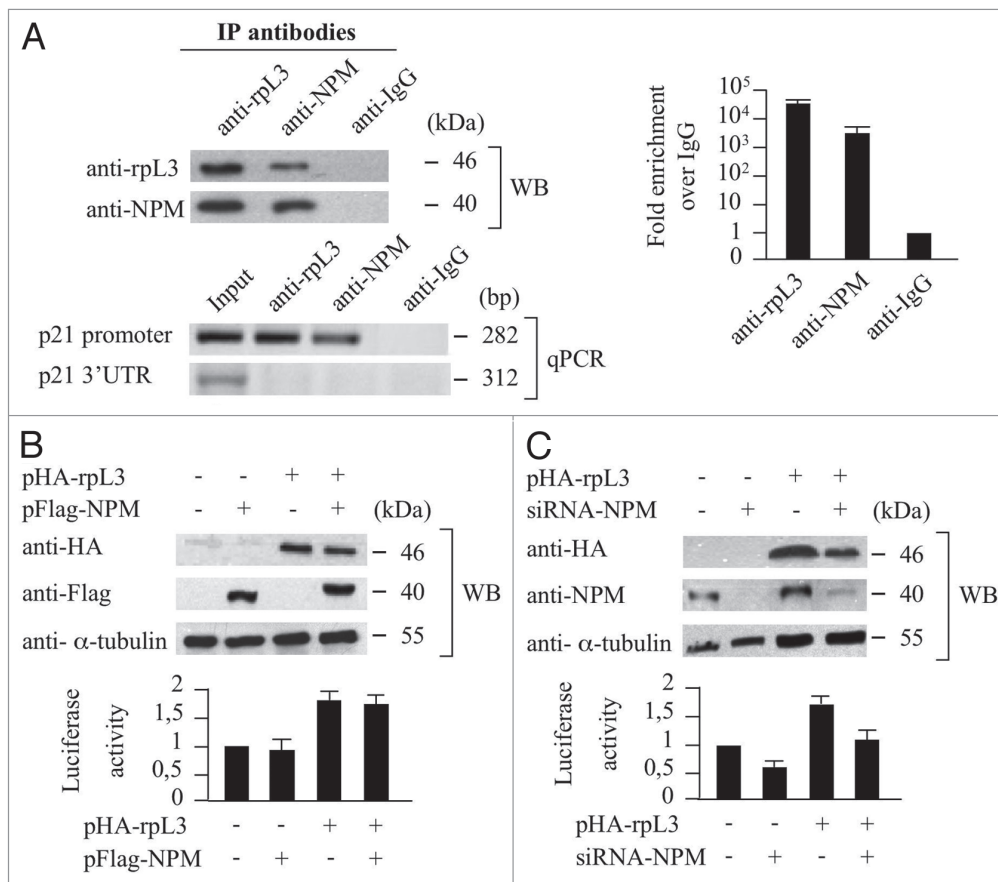 A
IP antibodies
anti-rpL3
anti-NPM
anti-IgG
(kDa)
anti-rpL3
– 46
anti-NPM
– 40
WB
Input
anti-rpL3
anti-NPM
anti-IgG
(bp)
p21 promoter
– 282
p21 3'UTR
– 312
qPCR
Fold enrichment
over IgG
10⁵
10⁴
10³
10²
10
1
0
anti-rpL3
anti-NPM
anti-IgG
B
pHA-rpL3 - - + +
pFlag-NPM - + - + (kDa)
anti-HA – 46
anti-Flag – 40
anti- α-tubulin – 55
WB
Luciferase
activity
2
1,5
1
0,5
0
pHA-rpL3 - - + +
pFlag-NPM - + - +
C
pHA-rpL3 - - + +
siRNA-NPM - + - + (kDa)
anti-HA – 46
anti-NPM – 40
anti- α-tubulin – 55
WB
Luciferase
activity
2
1,5
1
0,5
0
pHA-rpL3 - - + +
siRNA-NPM - + - +